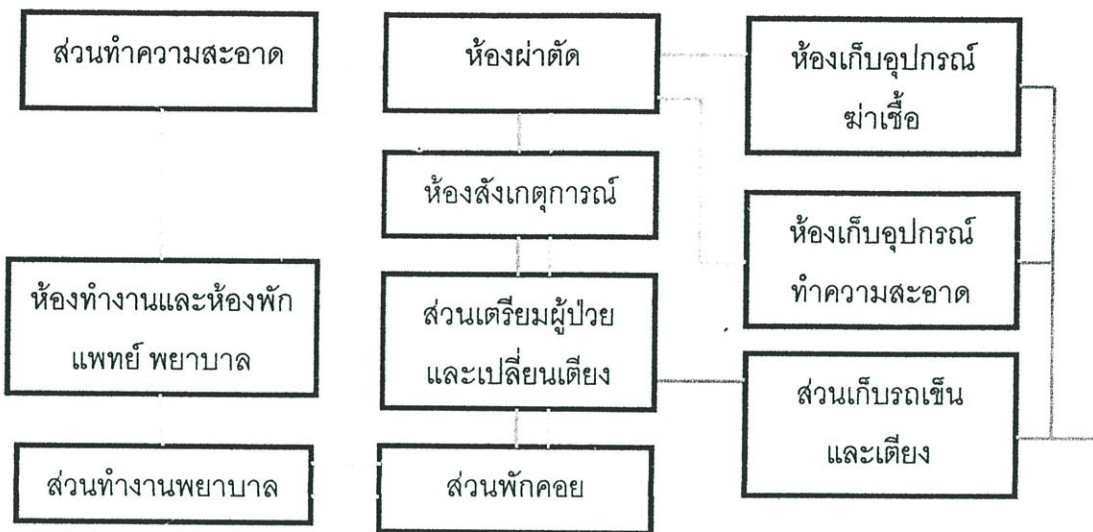 ส่วนทำความสะอาด
ห้องผ่าตัด
ห้องเก็บอุปกรณ์
ฆ่าเชื้อ
ห้องสังเกตุการณ์
ห้องเก็บอุปกรณ์
ทำความสะอาด
ห้องทำงานและห้องพัก
แพทย์ พยาบาล
ส่วนเตรียมผู้ป่วย
และเปลี่ยนเตียง
ส่วนเก็บรถเข็น
และเตียง
ส่วนทำงานพยาบาล
ส่วนพักคอย